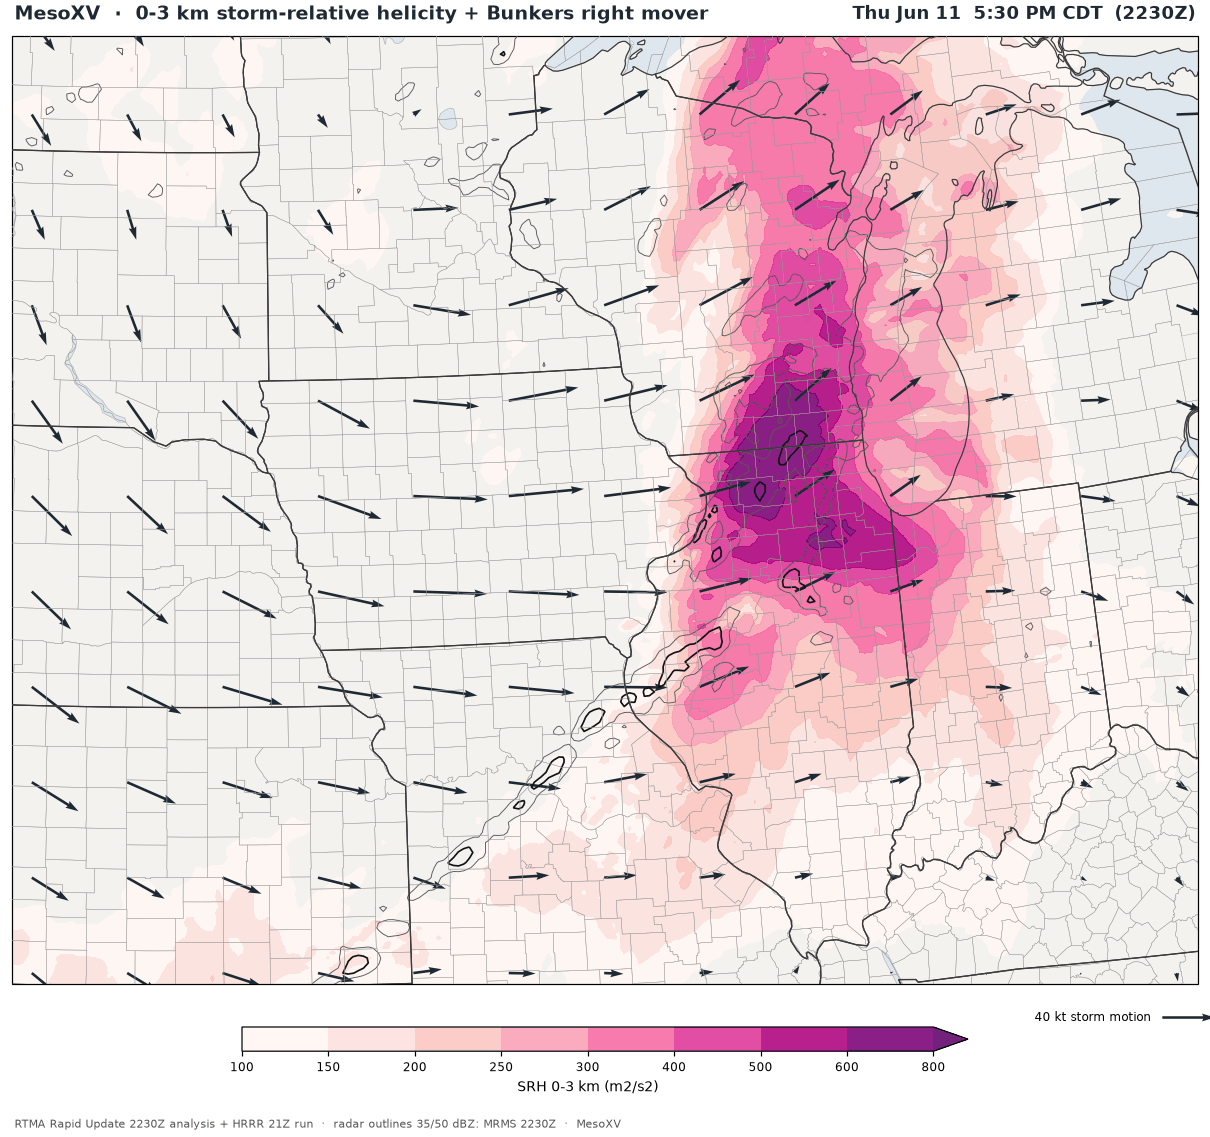 MesoXV · 0-3 km storm-relative helicity + Bunkers right mover
Thu Jun 11 5:30 PM CDT (2230Z)
40 kt storm motion
100 150 200 250 300 400 500 600 800
SRH 0-3 km (m2/s2)
RTMA Rapid Update 2230Z analysis + HRRR 21Z run · radar outlines 35/50 dBZ: MRMS 2230Z · MesoXV